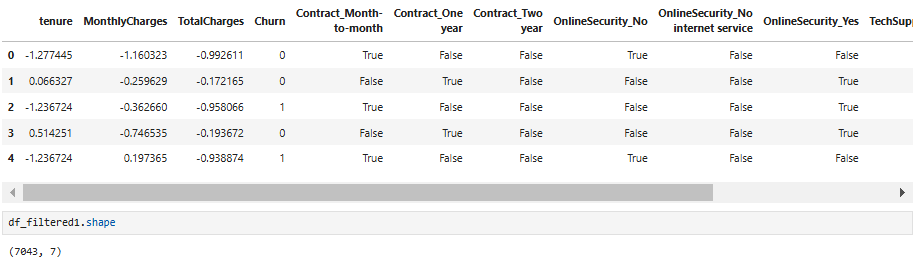 tenure MonthlyCharges TotalCharges Churn Contract_Month-to-month Contract_One year Contract_Two year OnlineSecurity_No OnlineSecurity_No internet service OnlineSecurity_Yes TechSupp
0 -1.277445 -1.160323 -0.992611 0 True False False True False False
1 0.066327 -0.259629 -0.172165 0 False True False False False True
2 -1.236724 -0.362660 -0.958066 1 True False False False False True
3 0.514251 -0.746535 -0.193672 0 False True False False False True
4 -1.236724 0.197365 -0.938874 1 True False False True False False
df_filtered1.shape
(7043, 7)